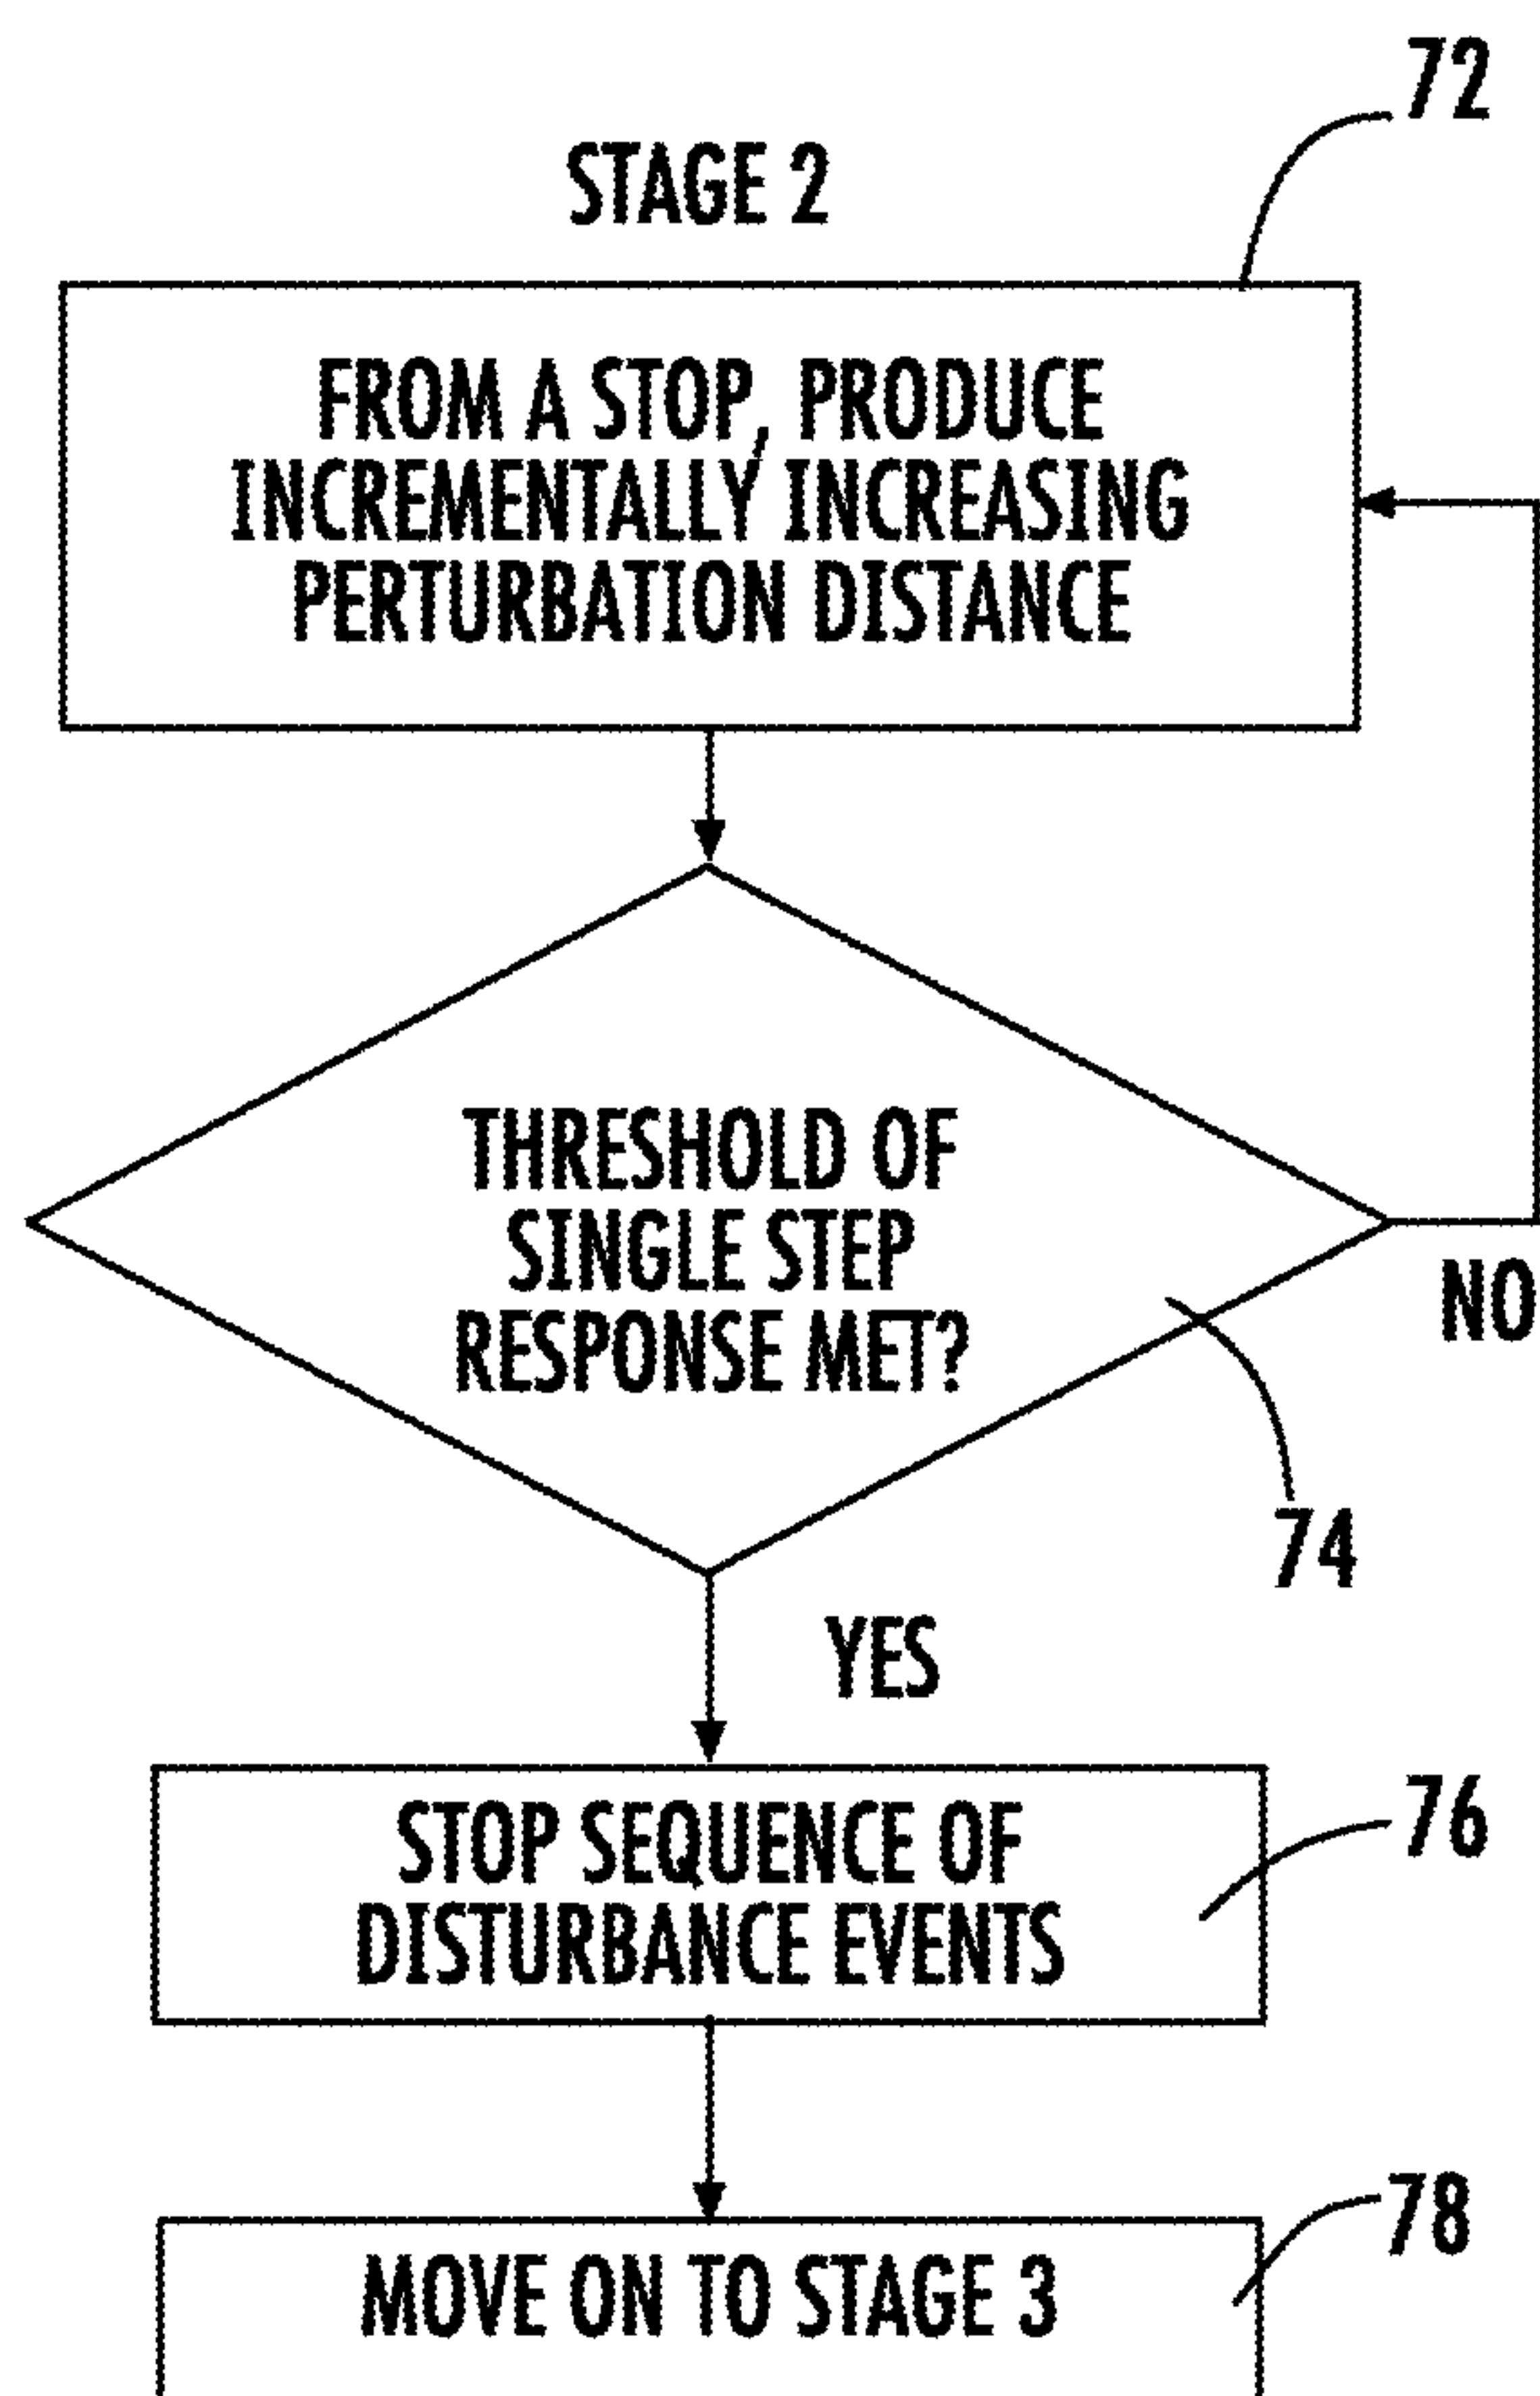 72
STAGE 2
FROM A STOP, PRODUCE
INCREMENTALLY INCREASING
PERTURBATION DISTANCE
THRESHOLD OF
SINGLE STEP
RESPONSE MET?
NO
74
YES
STOP SEQUENCE OF
DISTURBANCE EVENTS
76
78
MOVE ON TO STAGE 3